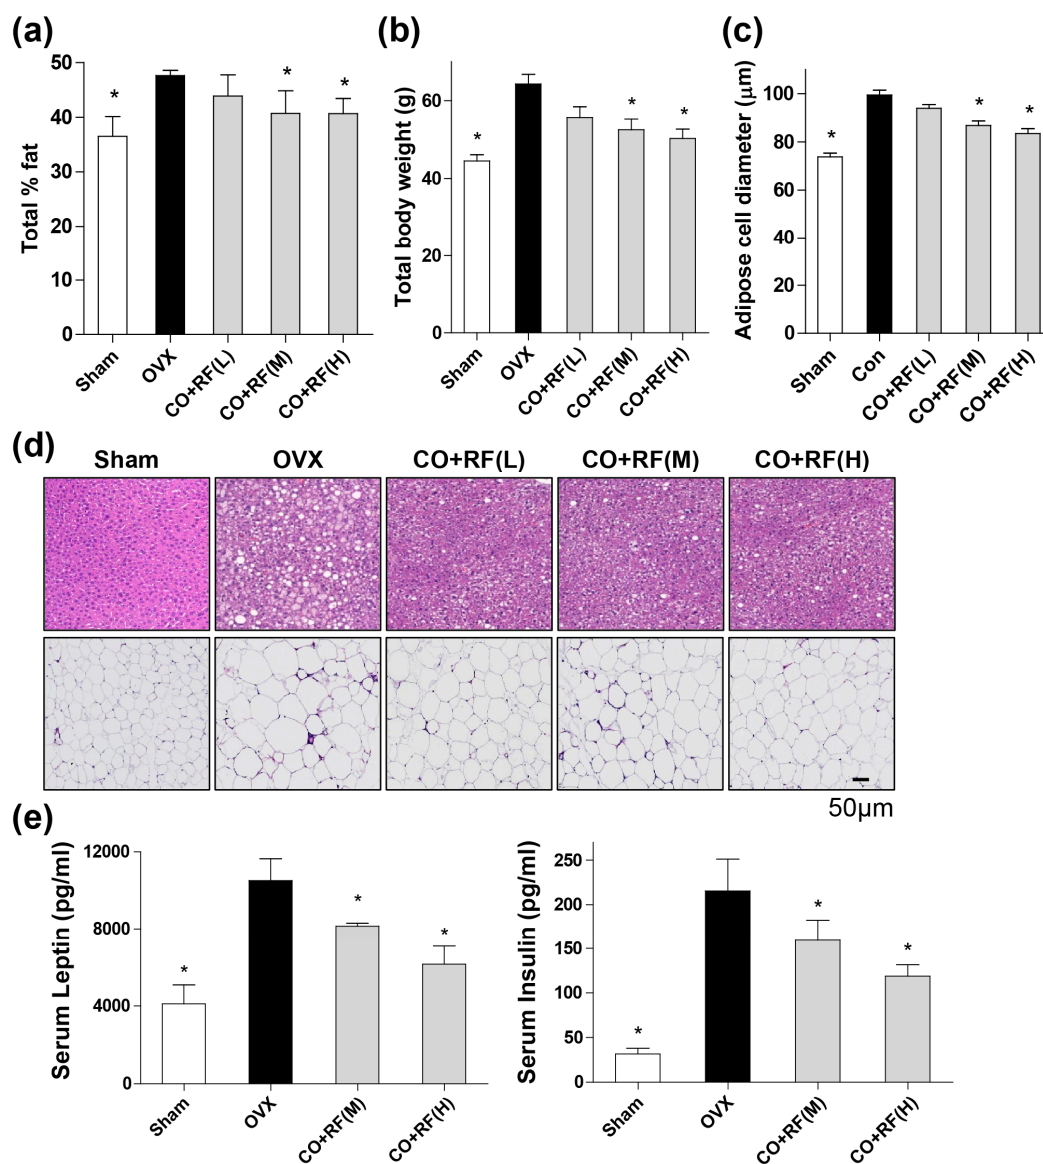 (a)
Total % fat
50
40
30
20
10
0
*
*
*
Sham
OVX
CO+RF(L)
CO+RF(M)
CO+RF(H)
(b)
Total body weight (g)
60
40
20
0
*
*
*
Sham
OVX
CO+RF(L)
CO+RF(M)
CO+RF(H)
(c)
Adipose cell diameter (μm)
100
80
60
40
20
0
*
*
*
Sham
Con
CO+RF(L)
CO+RF(M)
CO+RF(H)
(d)
Sham OVX CO+RF(L) CO+RF(M) CO+RF(H)
50μm
(e)
Serum Leptin (pg/ml)
12000
8000
4000
0
*
*
*
Sham
OVX
CO+RF(M)
CO+RF(H)
Serum Insulin (pg/ml)
250
200
150
100
50
0
*
*
*
Sham
OVX
CO+RF(M)
CO+RF(H)